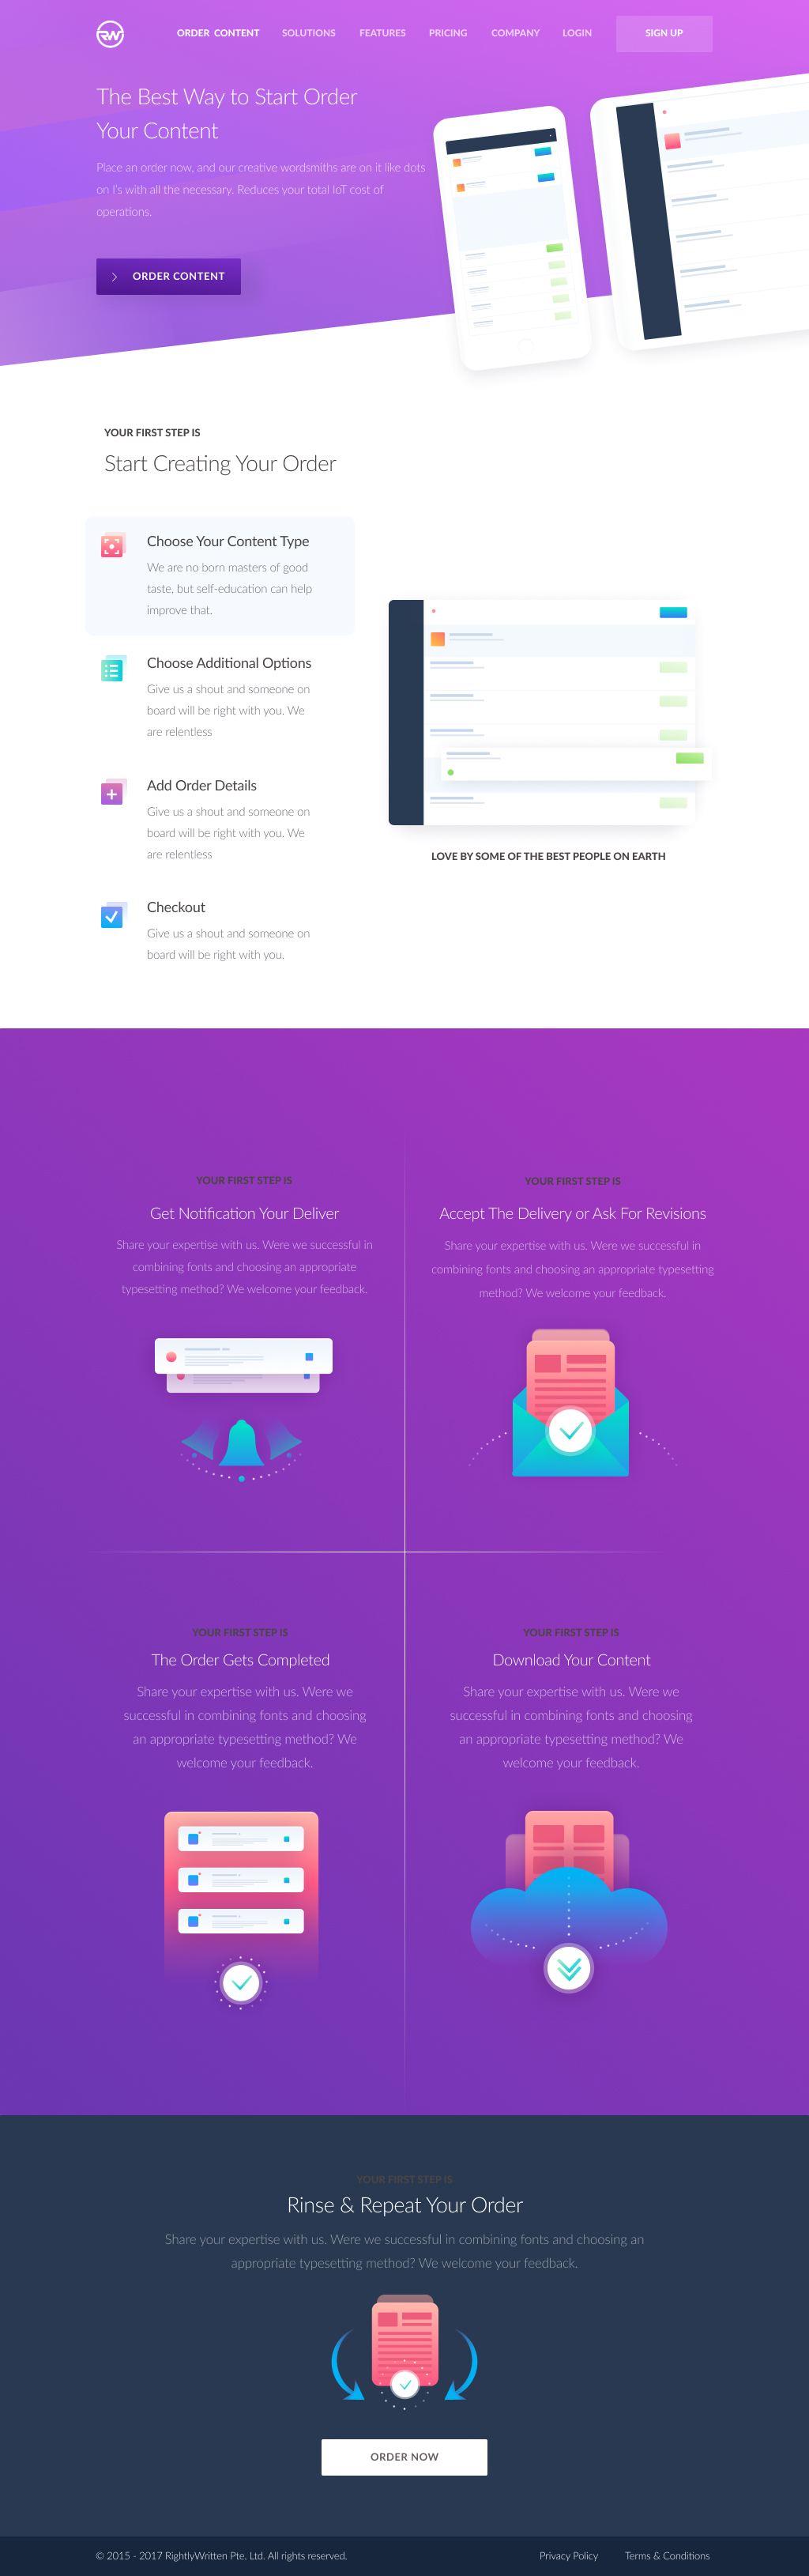 RW
ORDER CONTENT
SOLUTIONS
FEATURES
PRICING
COMPANY
LOGIN
SIGN UP
The Best Way to Start Order
Your Content
Place an order now, and our creative wordsmiths are on it like dots
on I's with all the necessary. Reduces your total IoT cost of
operations.
ORDER CONTENT
YOUR FIRST STEP IS
Start Creating Your Order
Choose Your Content Type
We are no born masters of good
taste, but self-education can help
improve that.
Choose Additional Options
Give us a shout and someone on
board will be right with you. We
are relentless
Add Order Details
Give us a shout and someone on
board will be right with you. We
are relentless
Checkout
Give us a shout and someone on
board will be right with you.
LOVE BY SOME OF THE BEST PEOPLE ON EARTH
YOUR FIRST STEP IS
Get Notification Your Deliver
Share your expertise with us. Were we successful in
combining fonts and choosing an appropriate
typesetting method? We welcome your feedback.
YOUR FIRST STEP IS
Accept The Delivery or Ask For Revisions
Share your expertise with us. Were we successful in
combining fonts and choosing an appropriate typesetting
method? We welcome your feedback.
YOUR FIRST STEP IS
The Order Gets Completed
Share your expertise with us. Were we
successful in combining fonts and choosing
an appropriate typesetting method? We
welcome your feedback.
YOUR FIRST STEP IS
Download Your Content
Share your expertise with us. Were we
successful in combining fonts and choosing
an appropriate typesetting method? We
welcome your feedback.
YOUR FIRST STEP IS
Rinse & Repeat Your Order
Share your expertise with us. Were we successful in combining fonts and choosing an
appropriate typesetting method? We welcome your feedback.
ORDER NOW
© 2015 - 2017 RightlyWritten Pte. Ltd. All rights reserved.
Privacy Policy
Terms & Conditions